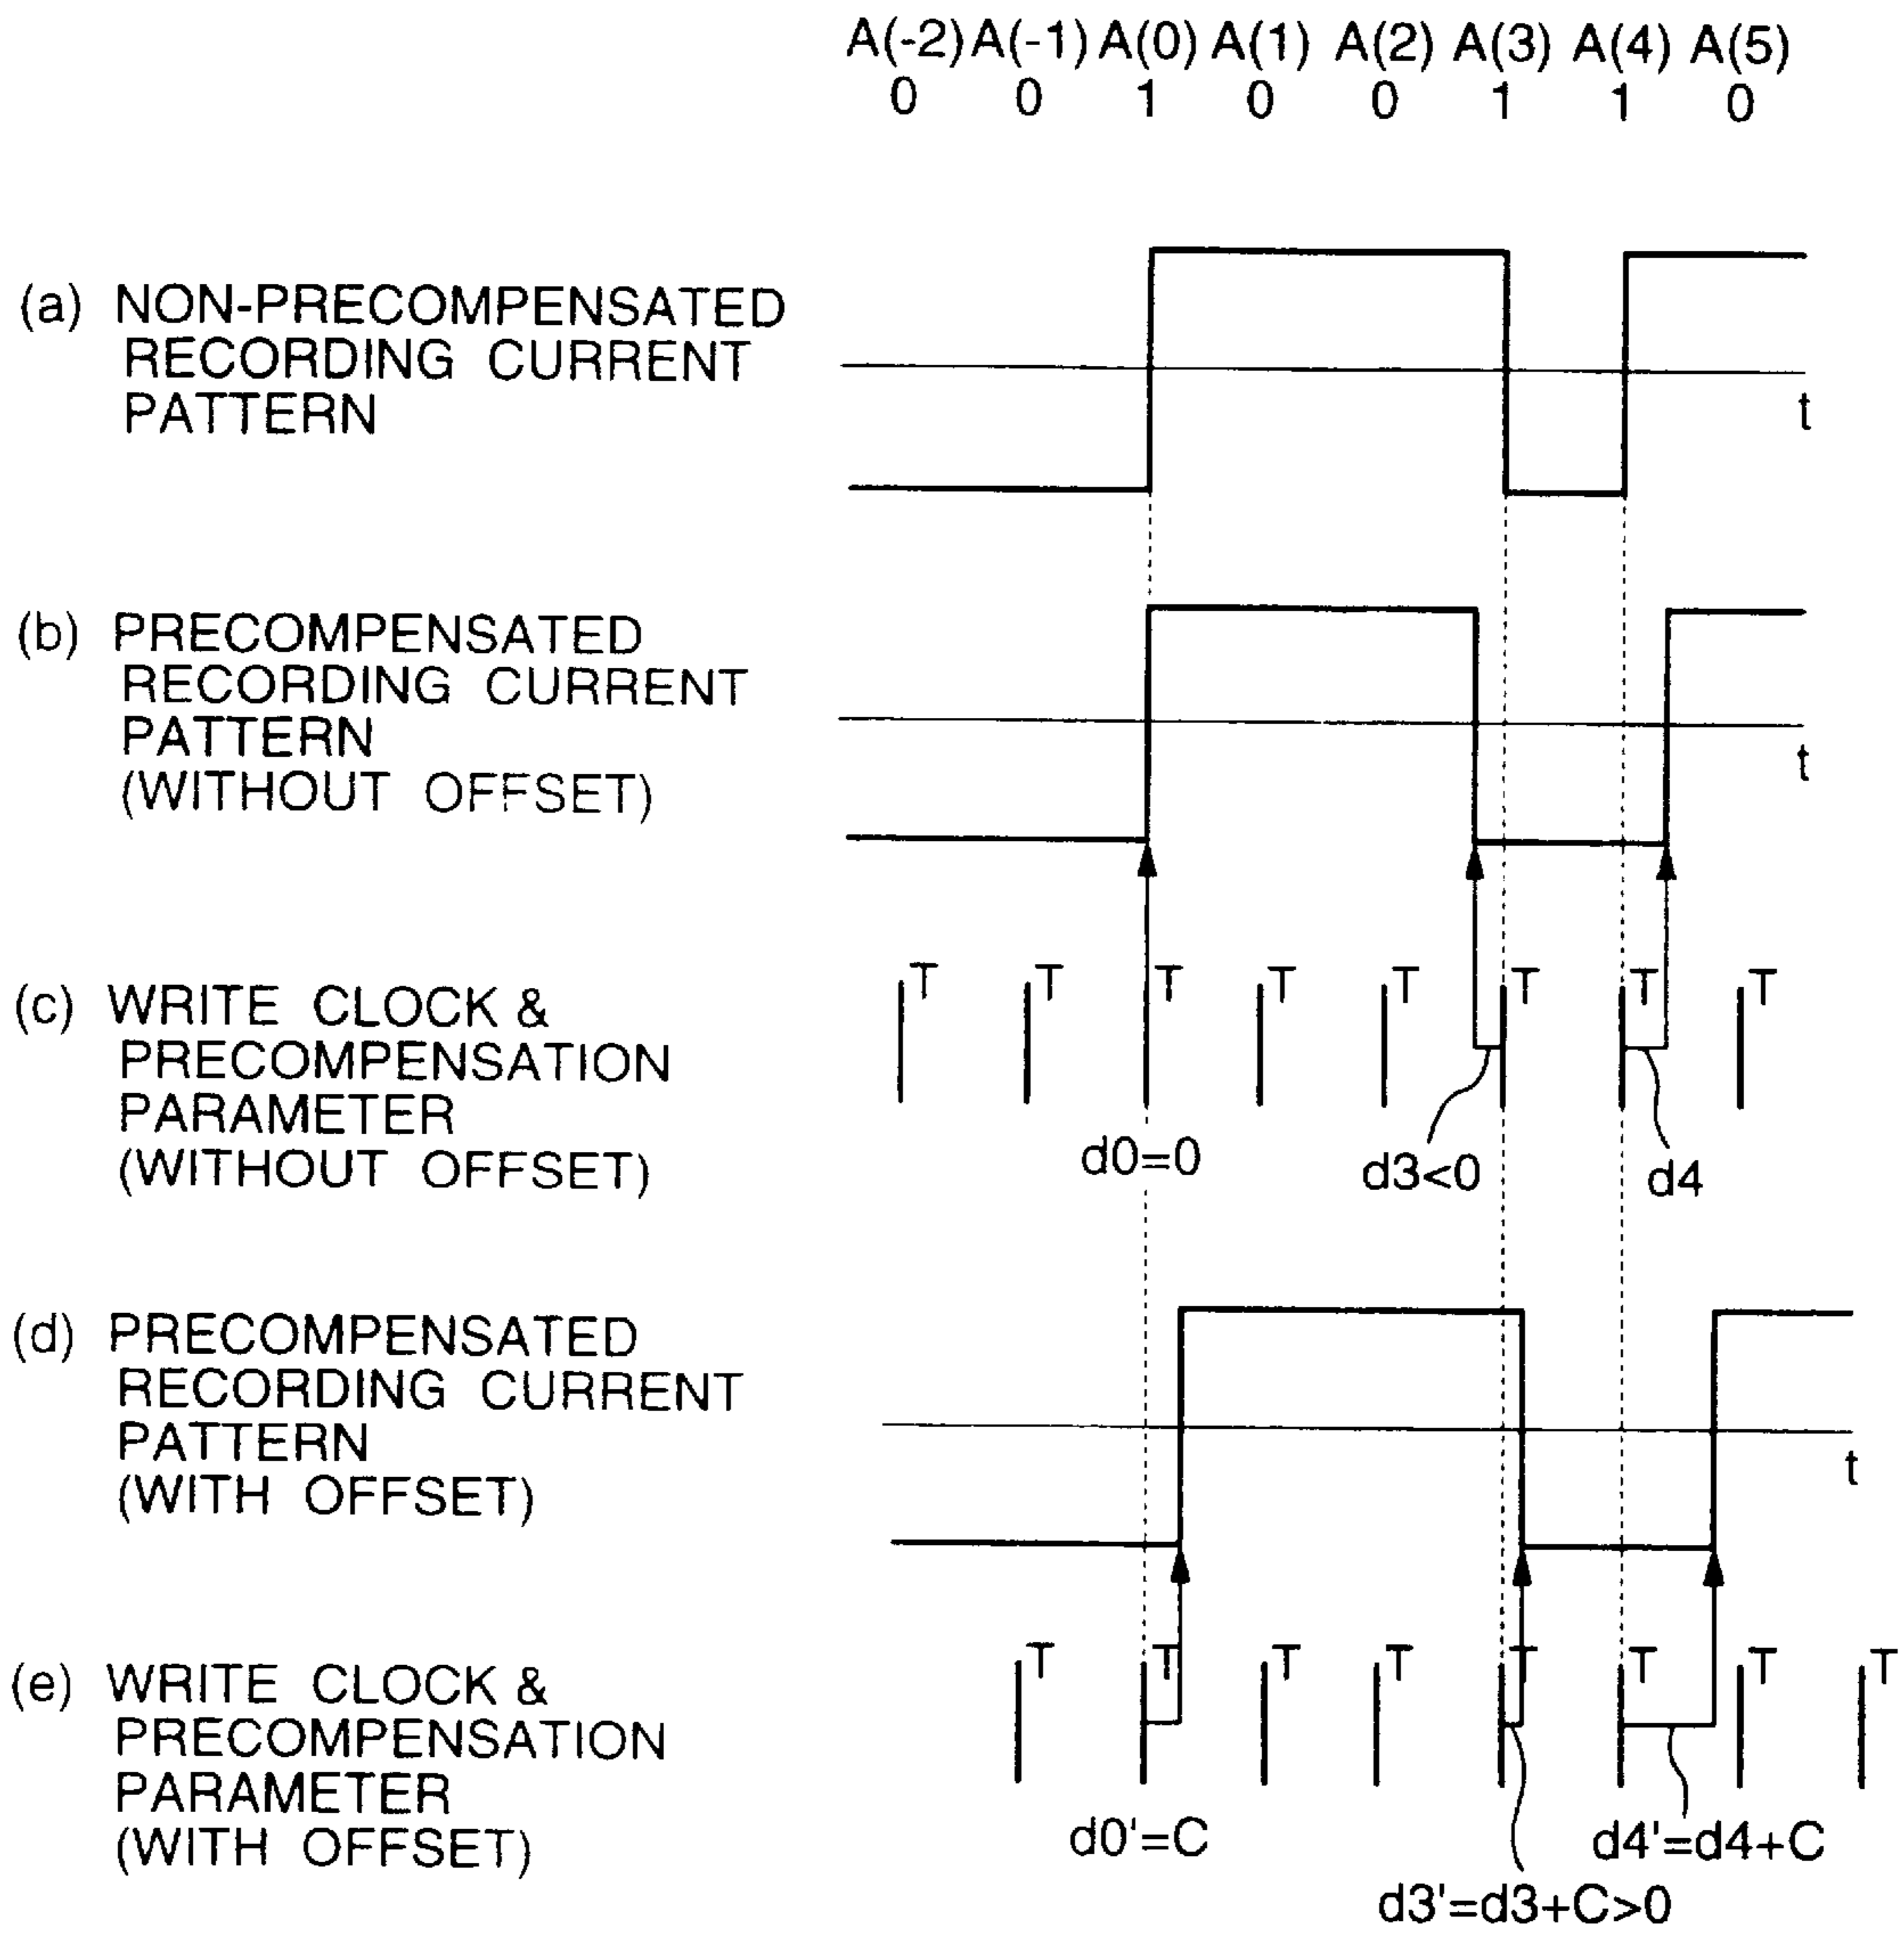 A(-2) A(-1) A(0) A(1) A(2) A(3) A(4) A(5)
0 0 1 0 0 1 1 0
(a) NON-PRECOMPENSATED
RECORDING CURRENT
PATTERN
t
(b) PRECOMPENSATED
RECORDING CURRENT
PATTERN
(WITHOUT OFFSET)
t
(c) WRITE CLOCK &
PRECOMPENSATION
PARAMETER
(WITHOUT OFFSET)
T T T T T T T T
d0=0 d3<0 d4
(d) PRECOMPENSATED
RECORDING CURRENT
PATTERN
(WITH OFFSET)
t
(e) WRITE CLOCK &
PRECOMPENSATION
PARAMETER
(WITH OFFSET)
T T T T T T T T
d0'=C d4'=d4+C
d3'=d3+C>0